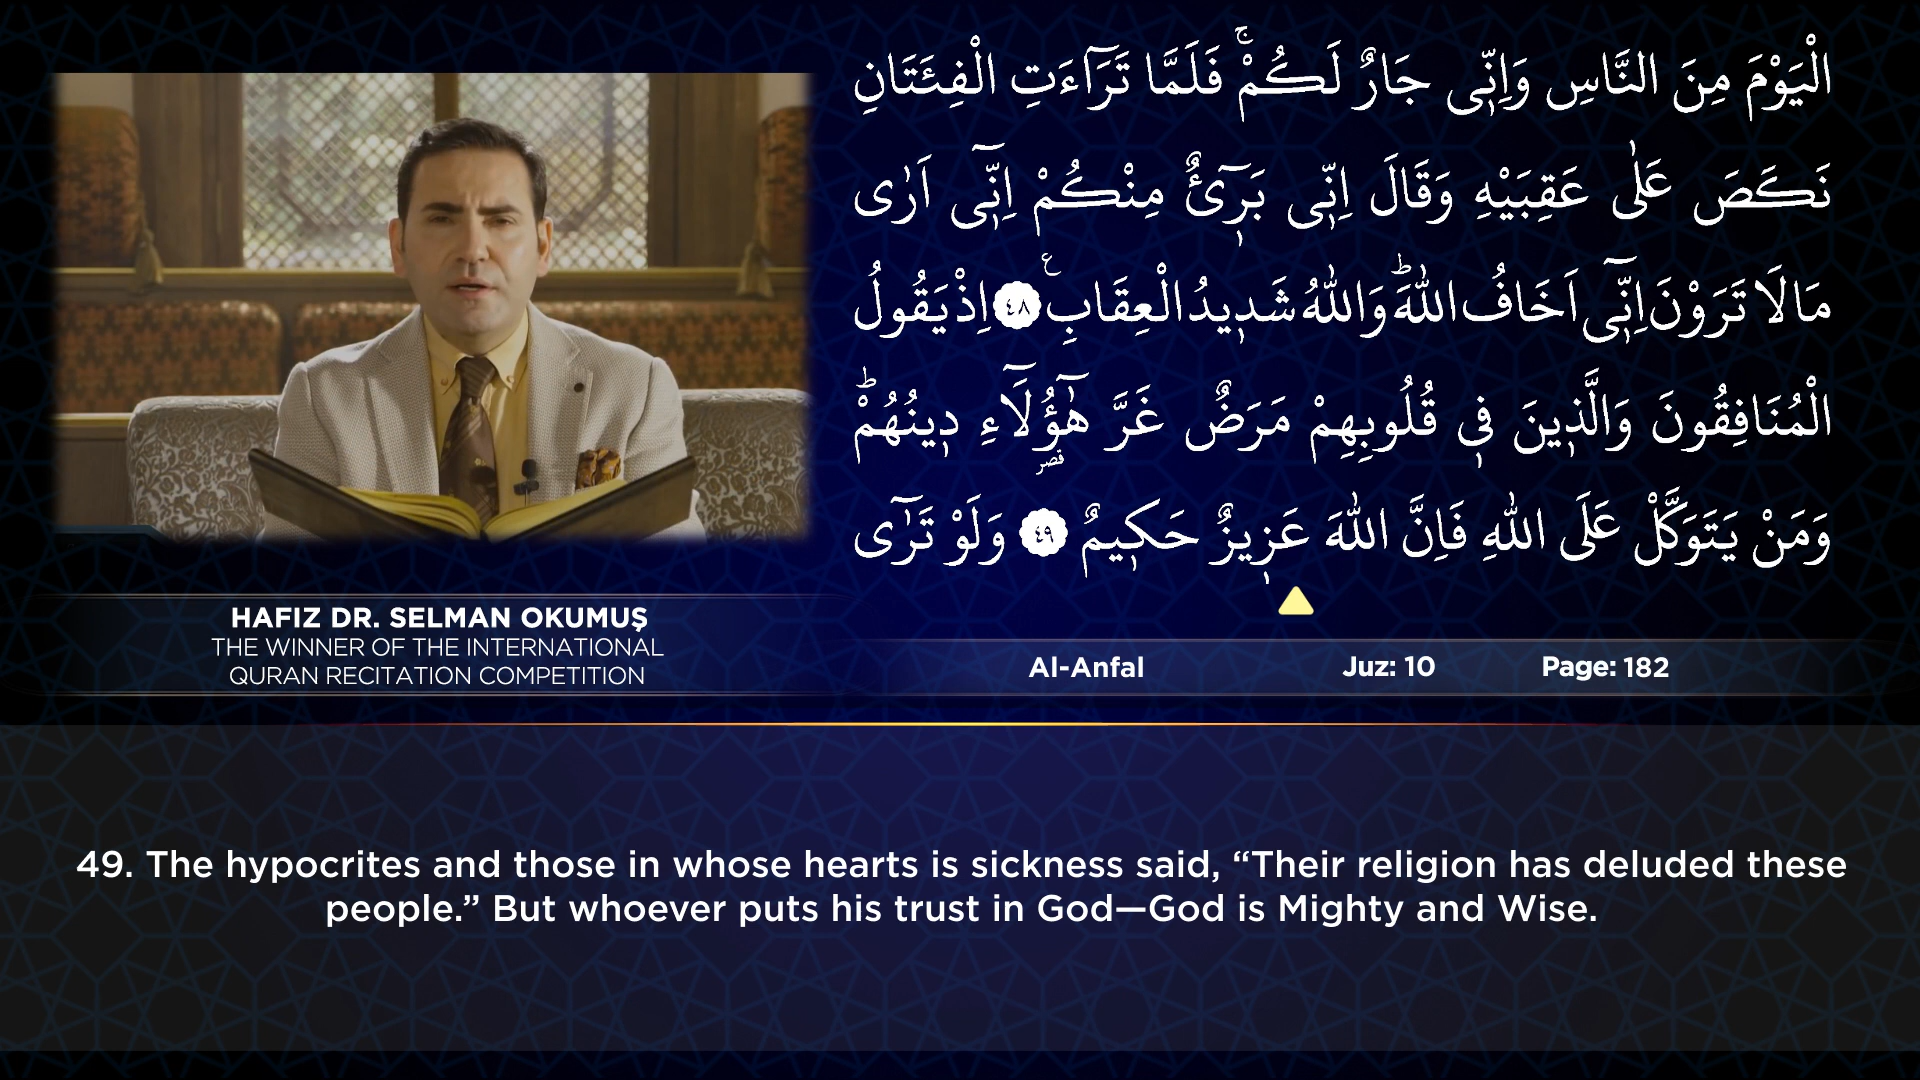 الْيَوْمَ مِنَ النَّاسِ وَاِنّ۪ى جَارٌ لَكُمْۚ فَلَمَّا تَرَٓاءَتِ الْفِئَتَانِ
نَكَصَ عَلٰى عَقِبَيْهِ وَقَالَ اِنّ۪ى بَر۪ٓىءٌ مِنْكُمْ اِنّ۪ٓى اَرٰى
مَالَا تَرَوْنَ اِنّ۪ٓى اَخَافُ اللّٰهَؕ وَاللّٰهُ شَد۪يدُ الْعِقَابِ ع ٤٨ اِذْ يَقُولُ
الْمُنَافِقُونَ وَالَّذ۪ينَ ف۪ى قُلُوبِهِمْ مَرَضٌ غَرَّ هٰٓؤُ۬لَٓاءِ د۪ينُهُمْؕ
قصر
وَمَنْ يَتَوَكَّلْ عَلَى اللّٰهِ فَاِنَّ اللّٰهَ عَز۪يزٌ حَك۪يمٌ ٤٩ وَلَوْ تَرٰٓى
HAFIZ DR. SELMAN OKUMUŞ
THE WINNER OF THE INTERNATIONAL
QURAN RECITATION COMPETITION
Al-Anfal Juz: 10 Page: 182
49. The hypocrites and those in whose hearts is sickness said, “Their religion has deluded these
people.” But whoever puts his trust in God—God is Mighty and Wise.